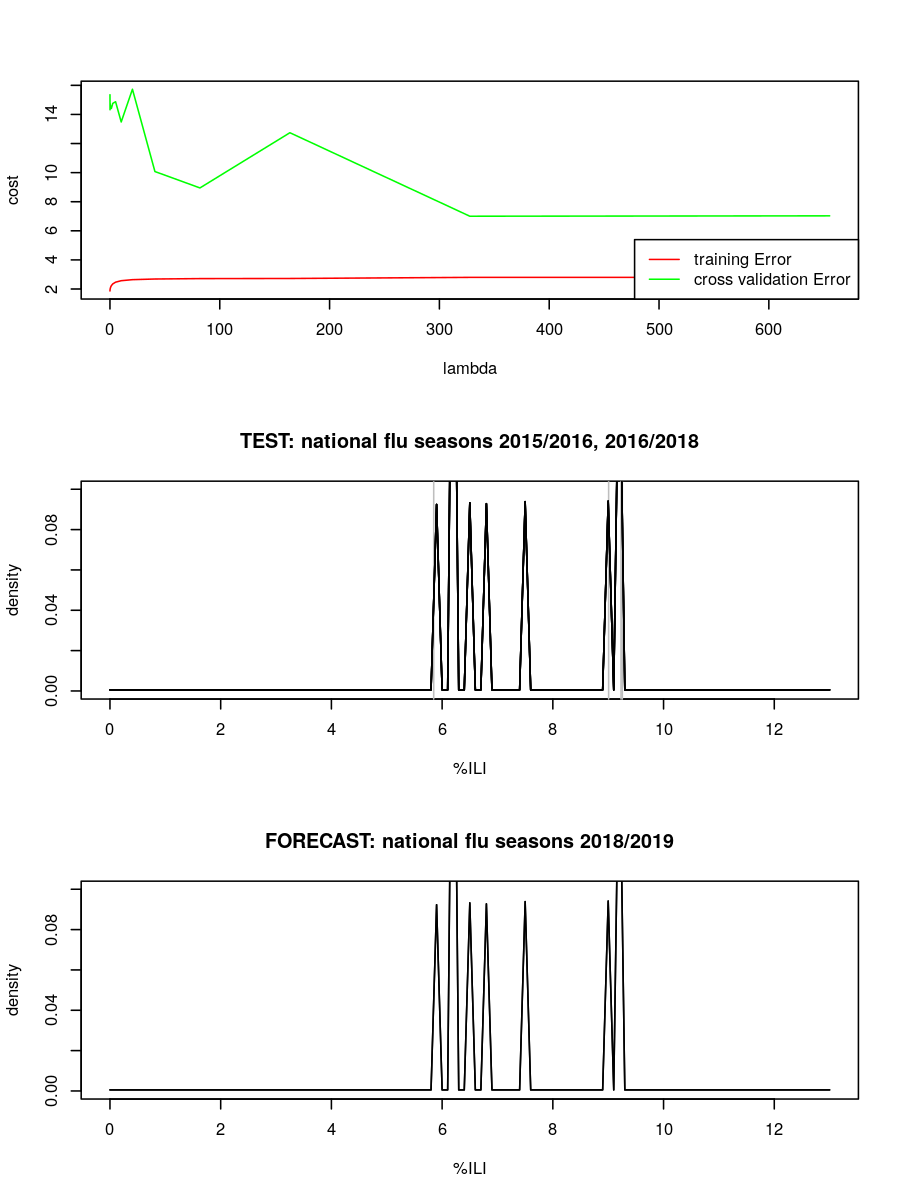 cost
14
10
8
6
4
2
training Error
cross validation Error
0 100 200 300 400 500 600
lambda
TEST: national flu seasons 2015/2016, 2016/2018
density
0.08
0.04
0.00
0 2 4 6 8 10 12
%ILI
FORECAST: national flu seasons 2018/2019
density
0.08
0.04
0.00
0 2 4 6 8 10 12
%ILI